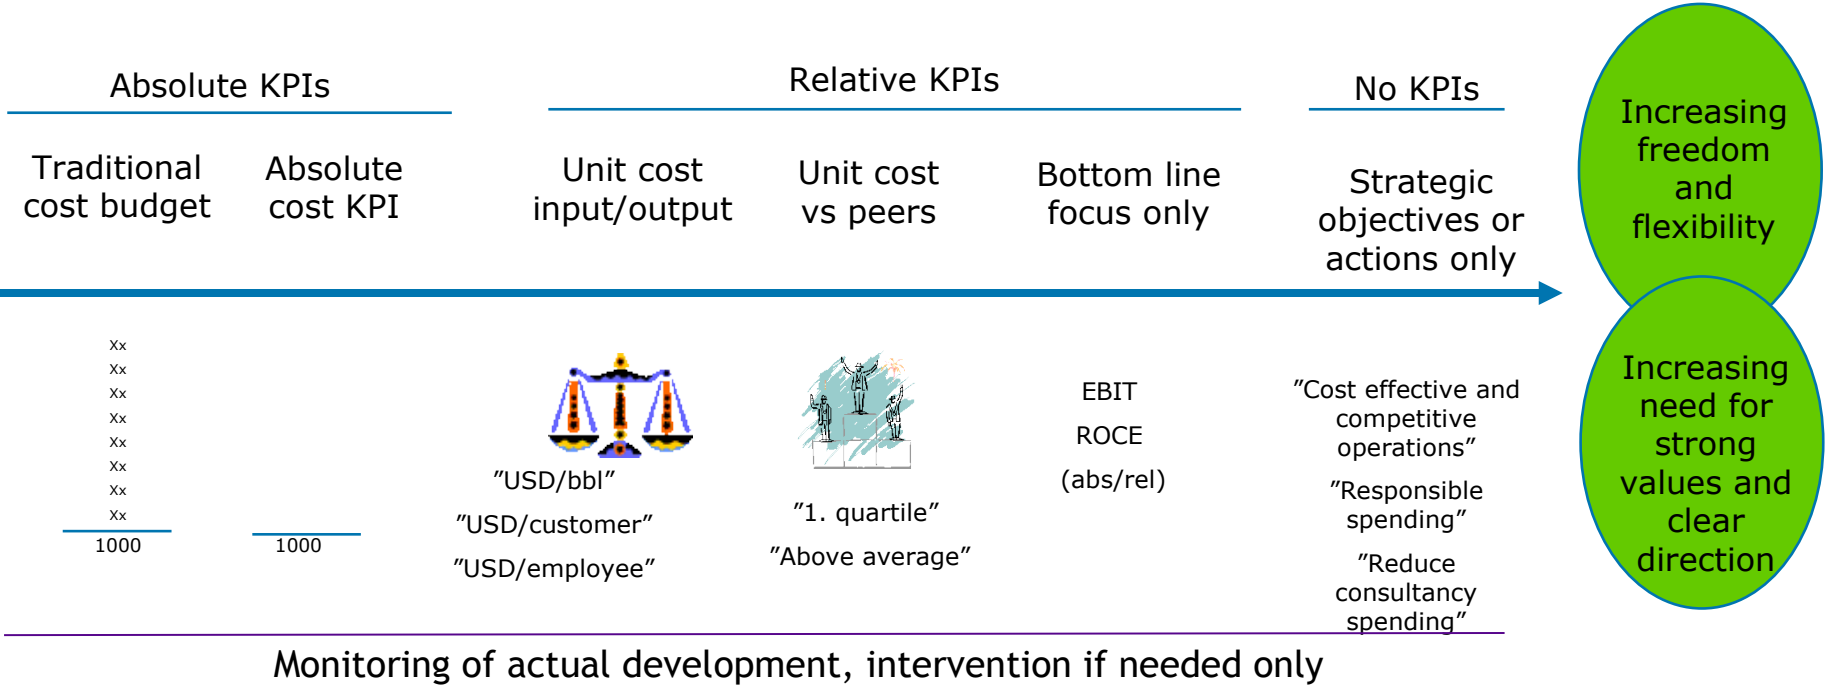 Absolute KPIs
Relative KPIs
No KPIs
Traditional
cost budget
Absolute
cost KPI
Unit cost
input/output
Unit cost
vs peers
Bottom line
focus only
Strategic
objectives or
actions only
Increasing
freedom
and
flexibility
Xx
Xx
Xx
Xx
Xx
Xx
Xx
Xx
1000
1000
”USD/bbl”
”USD/customer”
”USD/employee”
”1. quartile”
”Above average”
EBIT
ROCE
(abs/rel)
”Cost effective and
competitive
operations”
”Responsible
spending”
”Reduce
consultancy
spending”
Increasing
need for
strong
values and
clear
direction
Monitoring of actual development, intervention if needed only